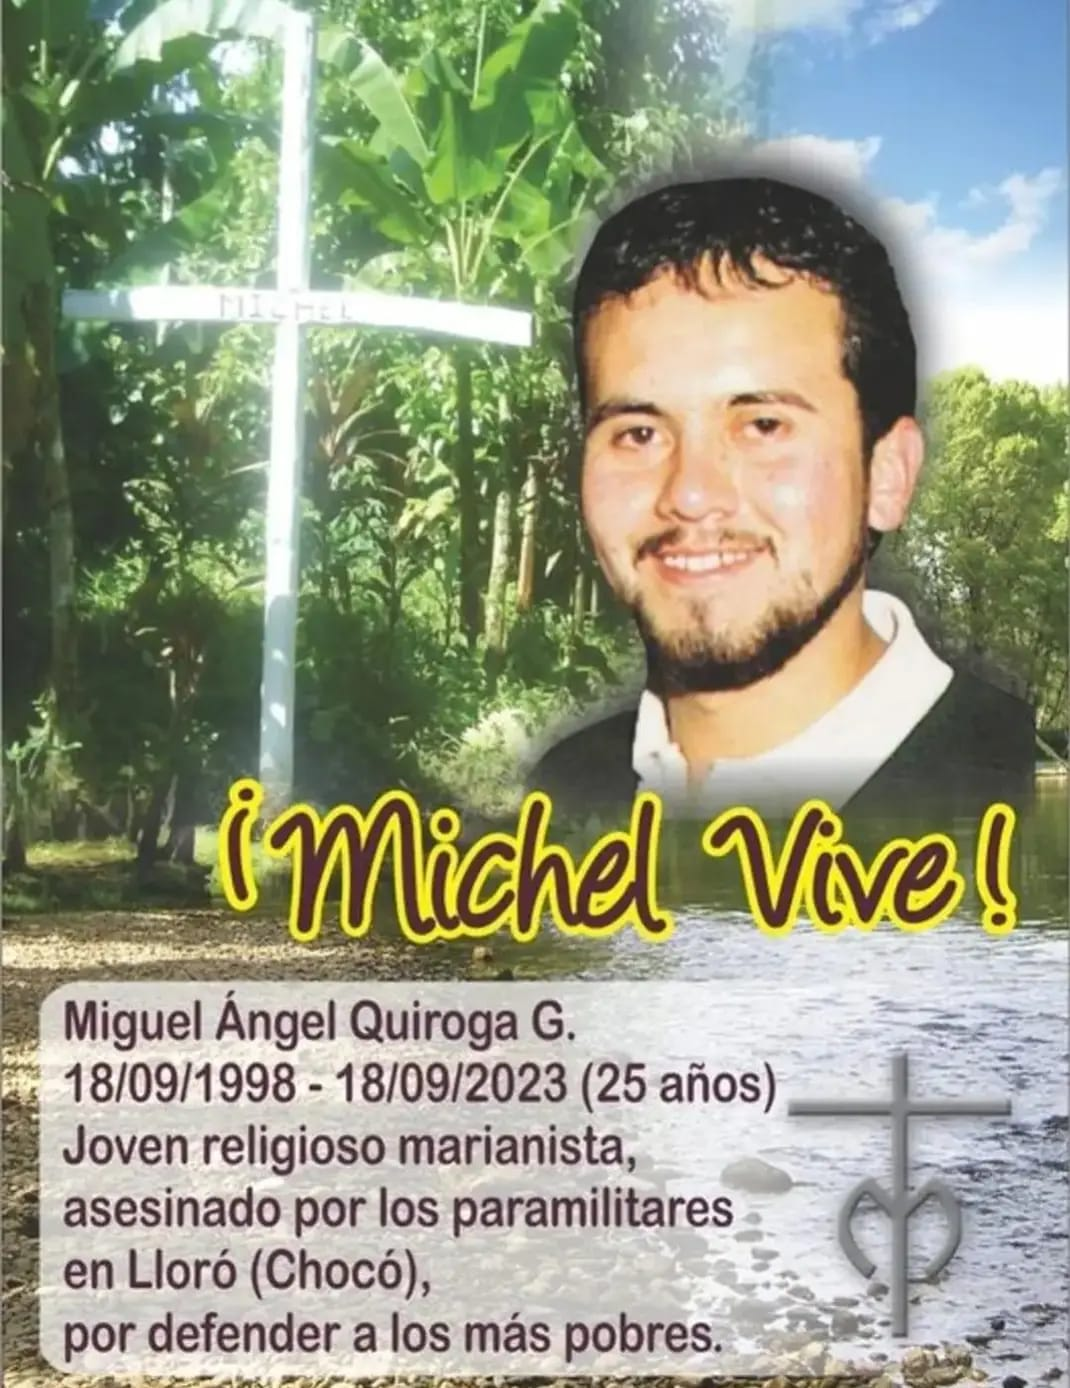 MICHEL
¡Michel Vive!
Miguel Ángel Quiroga G.
18/09/1998 - 18/09/2023 (25 años)
Joven religioso marianista,
asesinado por los paramilitares
en Lloró (Chocó),
por defender a los más pobres.